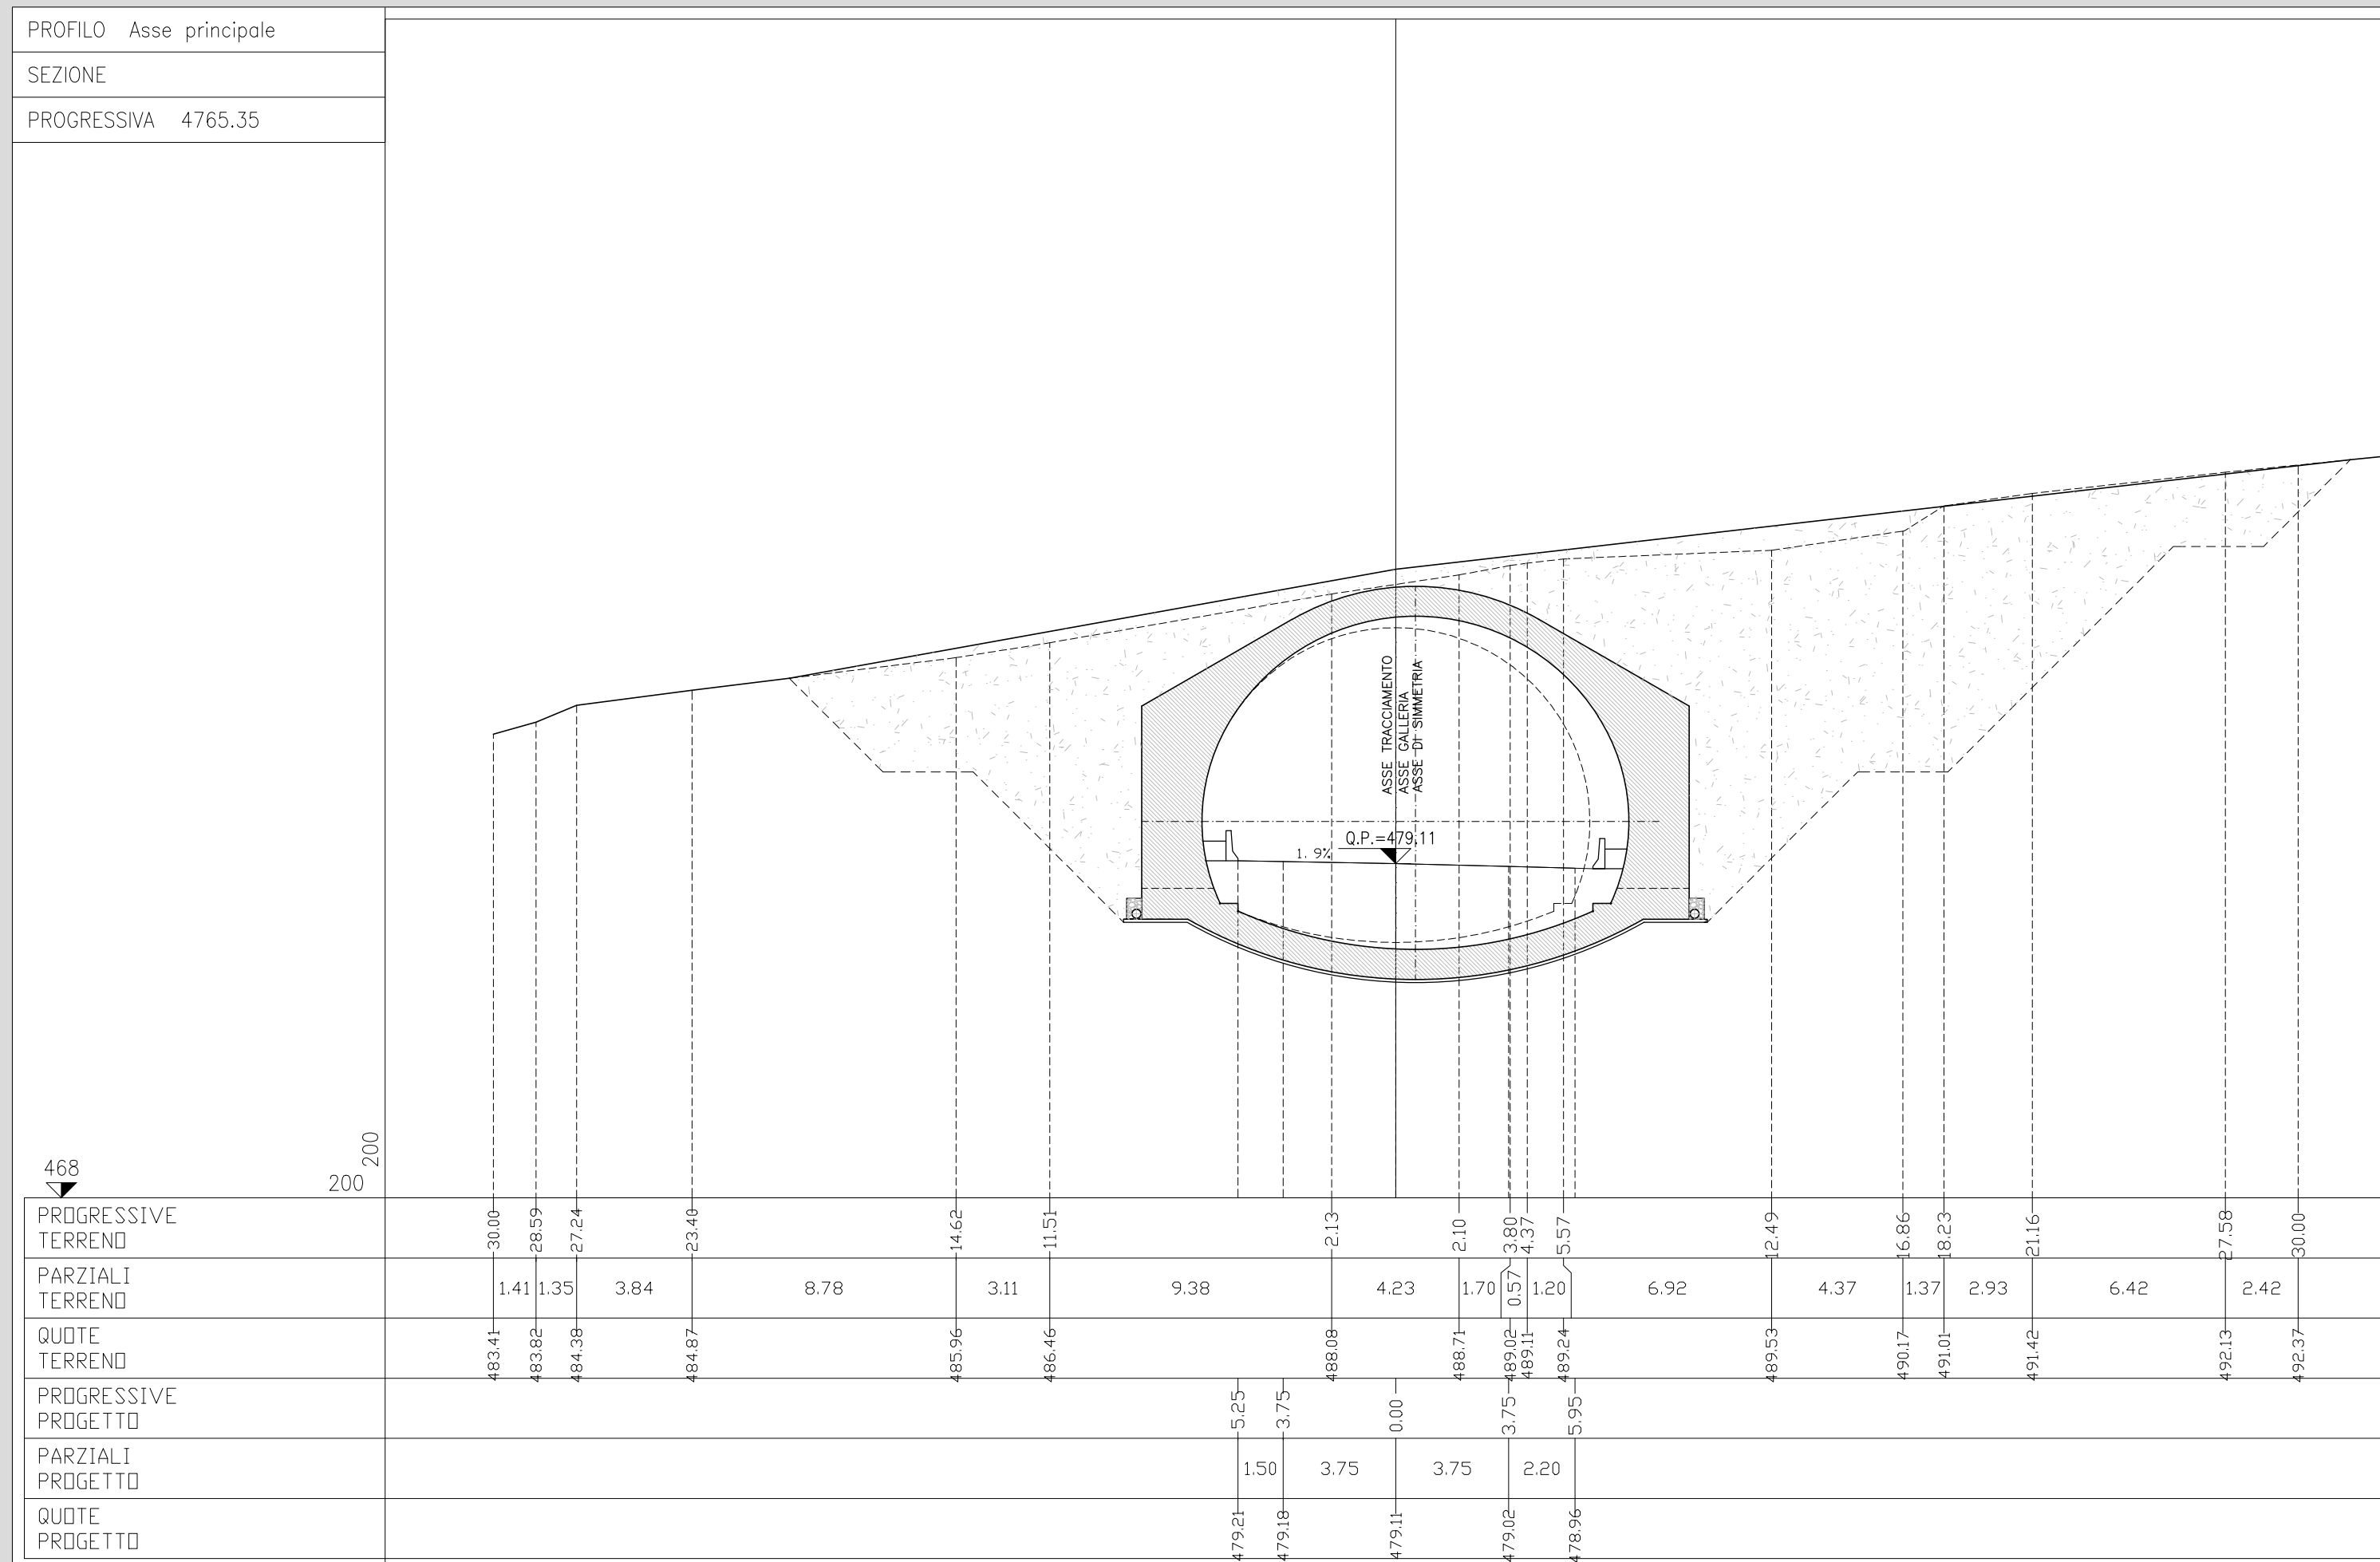 PROFILO Asse principale
SEZIONE
PROGRESSIVA 4765.35
ASSE TRACCIAMENTO
ASSE GALLERIA
ASSE DI SIMMETRIA
Q.P.=479.11
1. 9%
468
200
200
PROGRESSIVE
TERRENO
30.00 28.59 27.24 23.40 14.62 11.51 2.13 2.10 3.80 4.37 5.57 12.49 16.86 18.23 21.16 27.58 30.00
PARZIALI
TERRENO
1.41 1.35 3.84 8.78 3.11 9.38 4.23 1.70 0.57 1.20 6.92 4.37 1.37 2.93 6.42 2.42
QUOTE
TERRENO
483.41 483.82 484.38 484.87 485.96 486.46 488.08 488.71 489.02 489.11 489.24 489.53 490.17 491.01 491.42 492.13 492.37
PROGRESSIVE
PROGETTO
5.25 3.75 0.00 3.75 5.95
PARZIALI
PROGETTO
1.50 3.75 3.75 2.20
QUOTE
PROGETTO
479.21 479.18 479.11 479.02 478.96